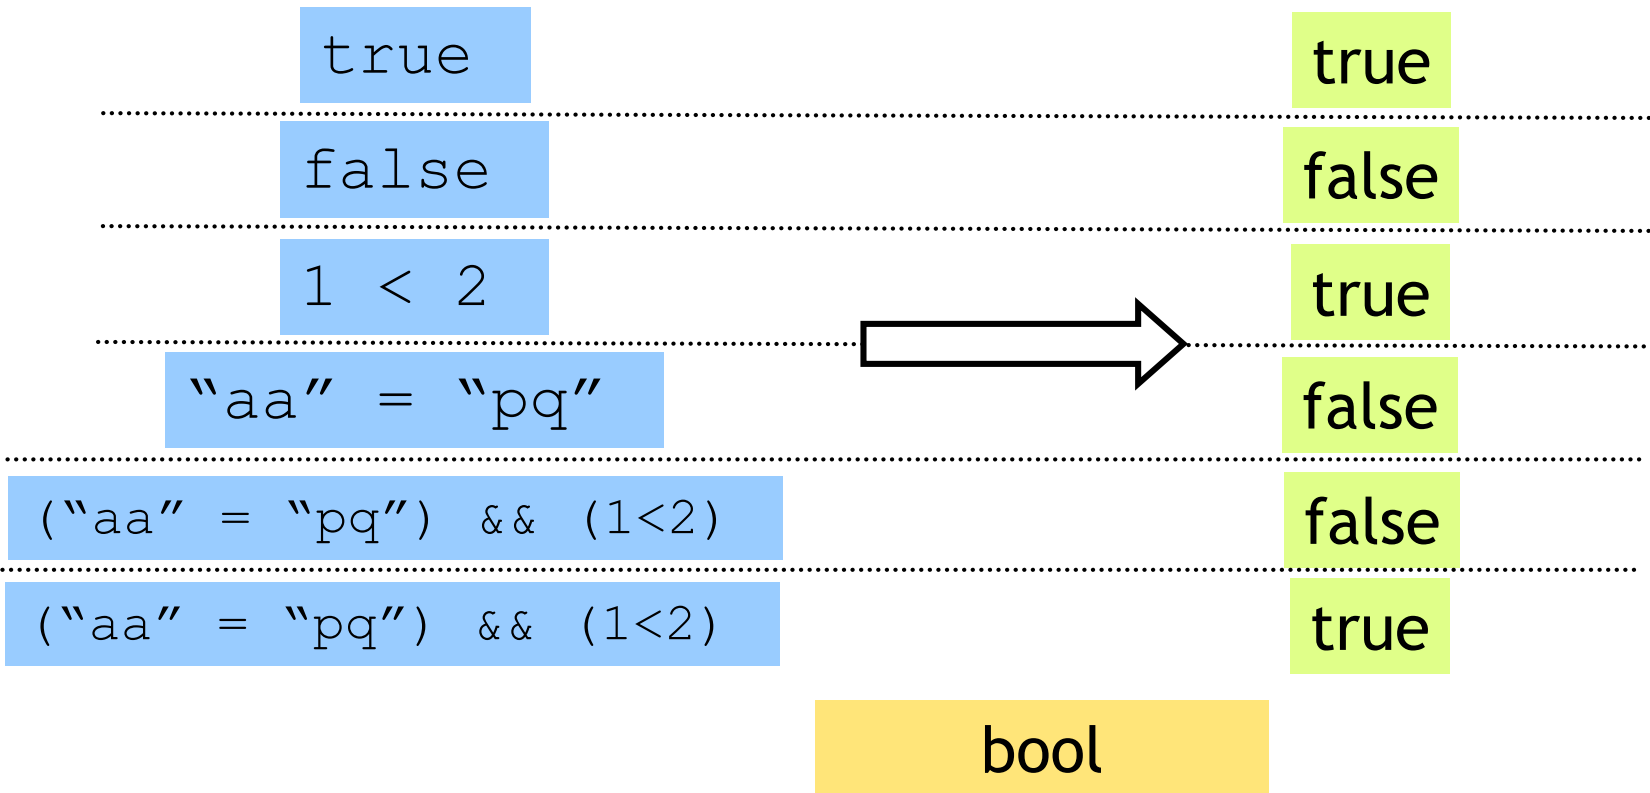 true true
false false
1 < 2 true
“aa” = “pq” false
(“aa” = “pq”) && (1<2) false
(“aa” = “pq”) && (1<2) true
bool